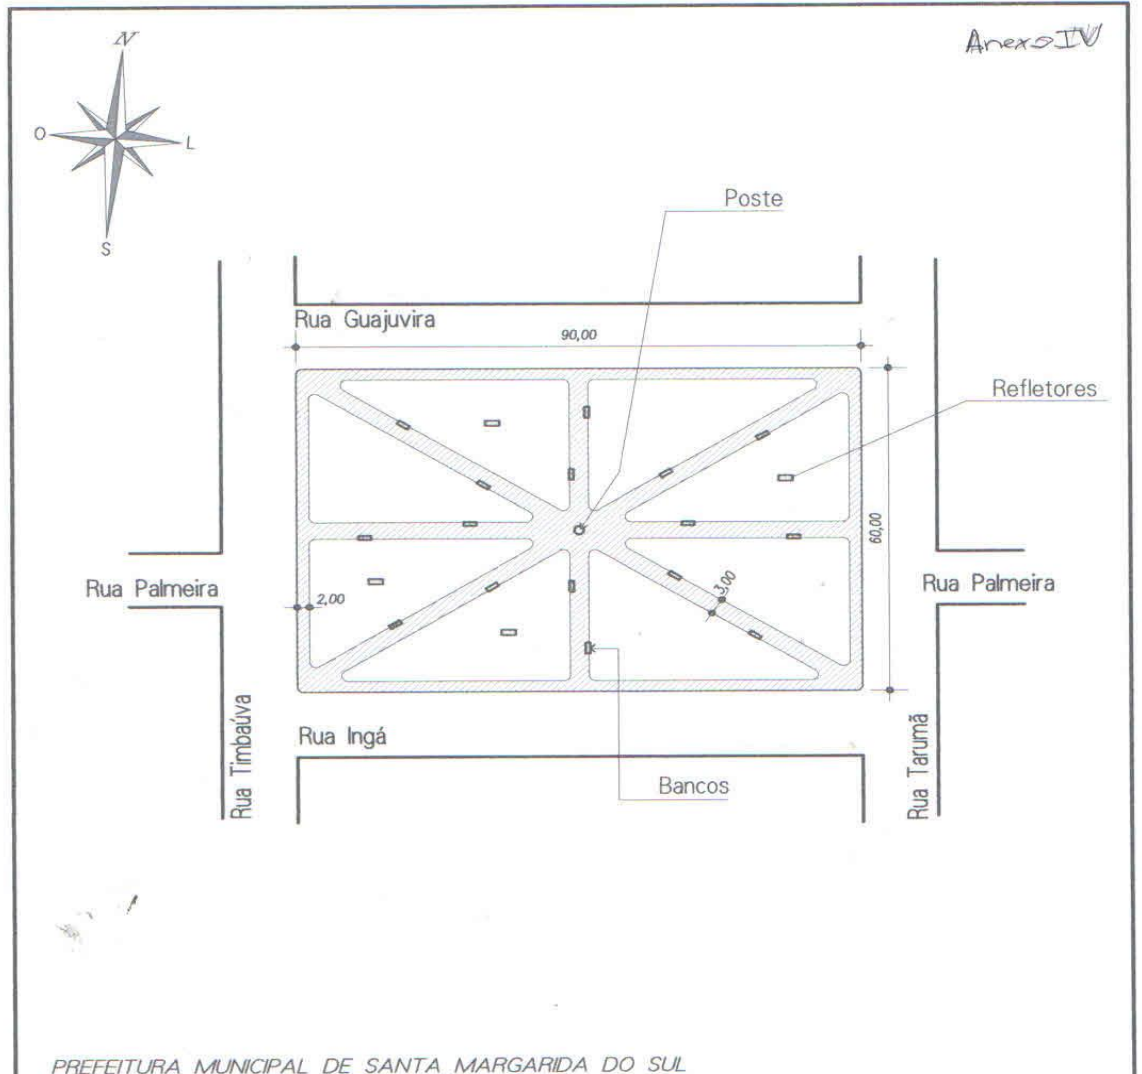 Anexo IV
N
O
L
S
Poste
Rua Guajuvira
90,00
Refletores
60,00
Rua Palmeira
2,00
3,00
Rua Palmeira
Rua Timbaúva
Rua Ingá
Rua Tarumã
Bancos
PREFEITURA MUNICIPAL DE SANTA MARGARIDA DO SUL